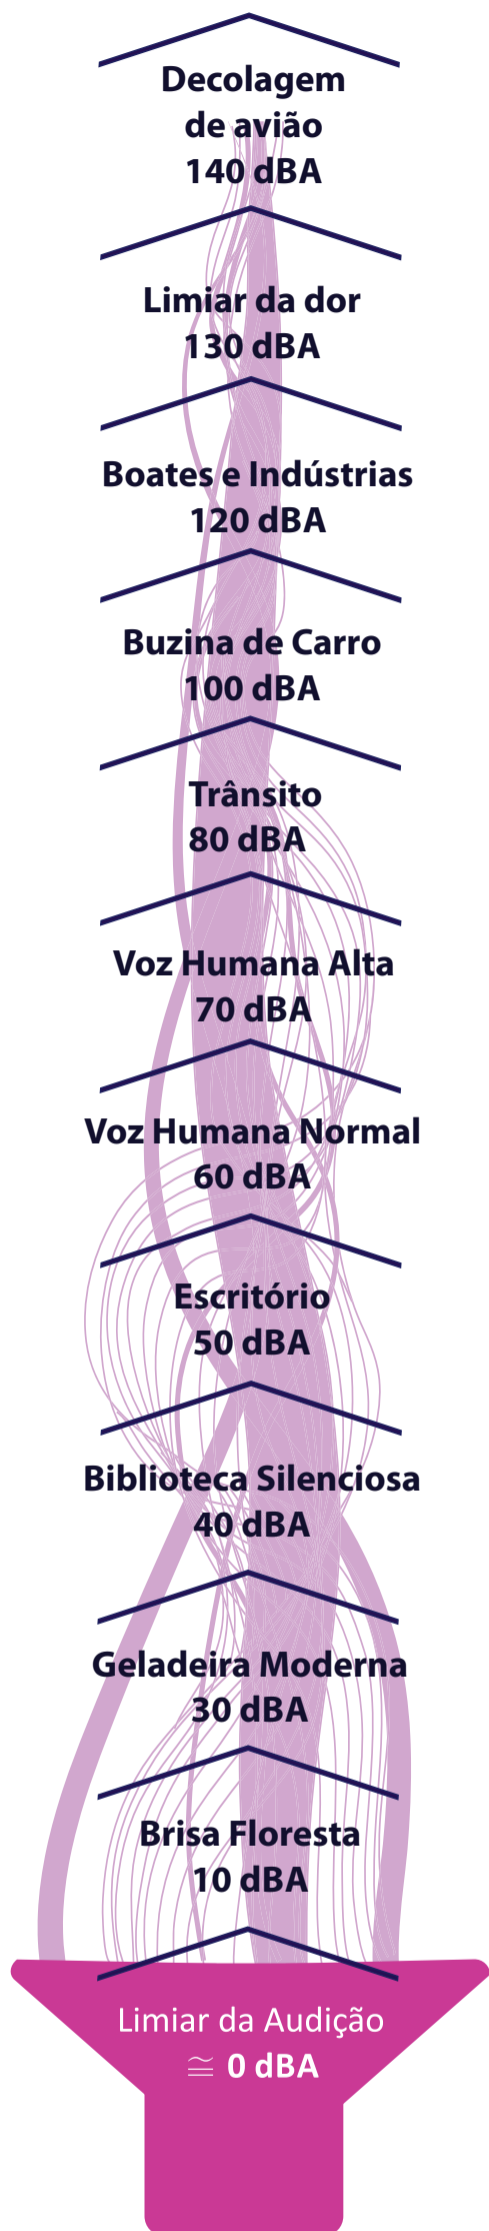 Decolagem
de avião
140 dBA
Limiar da dor
130 dBA
Boates e Indústrias
120 dBA
Buzina de Carro
100 dBA
Trânsito
80 dBA
Voz Humana Alta
70 dBA
Voz Humana Normal
60 dBA
Escritório
50 dBA
Biblioteca Silenciosa
40 dBA
Geladeira Moderna
30 dBA
Brisa Floresta
10 dBA
Limiar da Audição
≅ 0 dBA